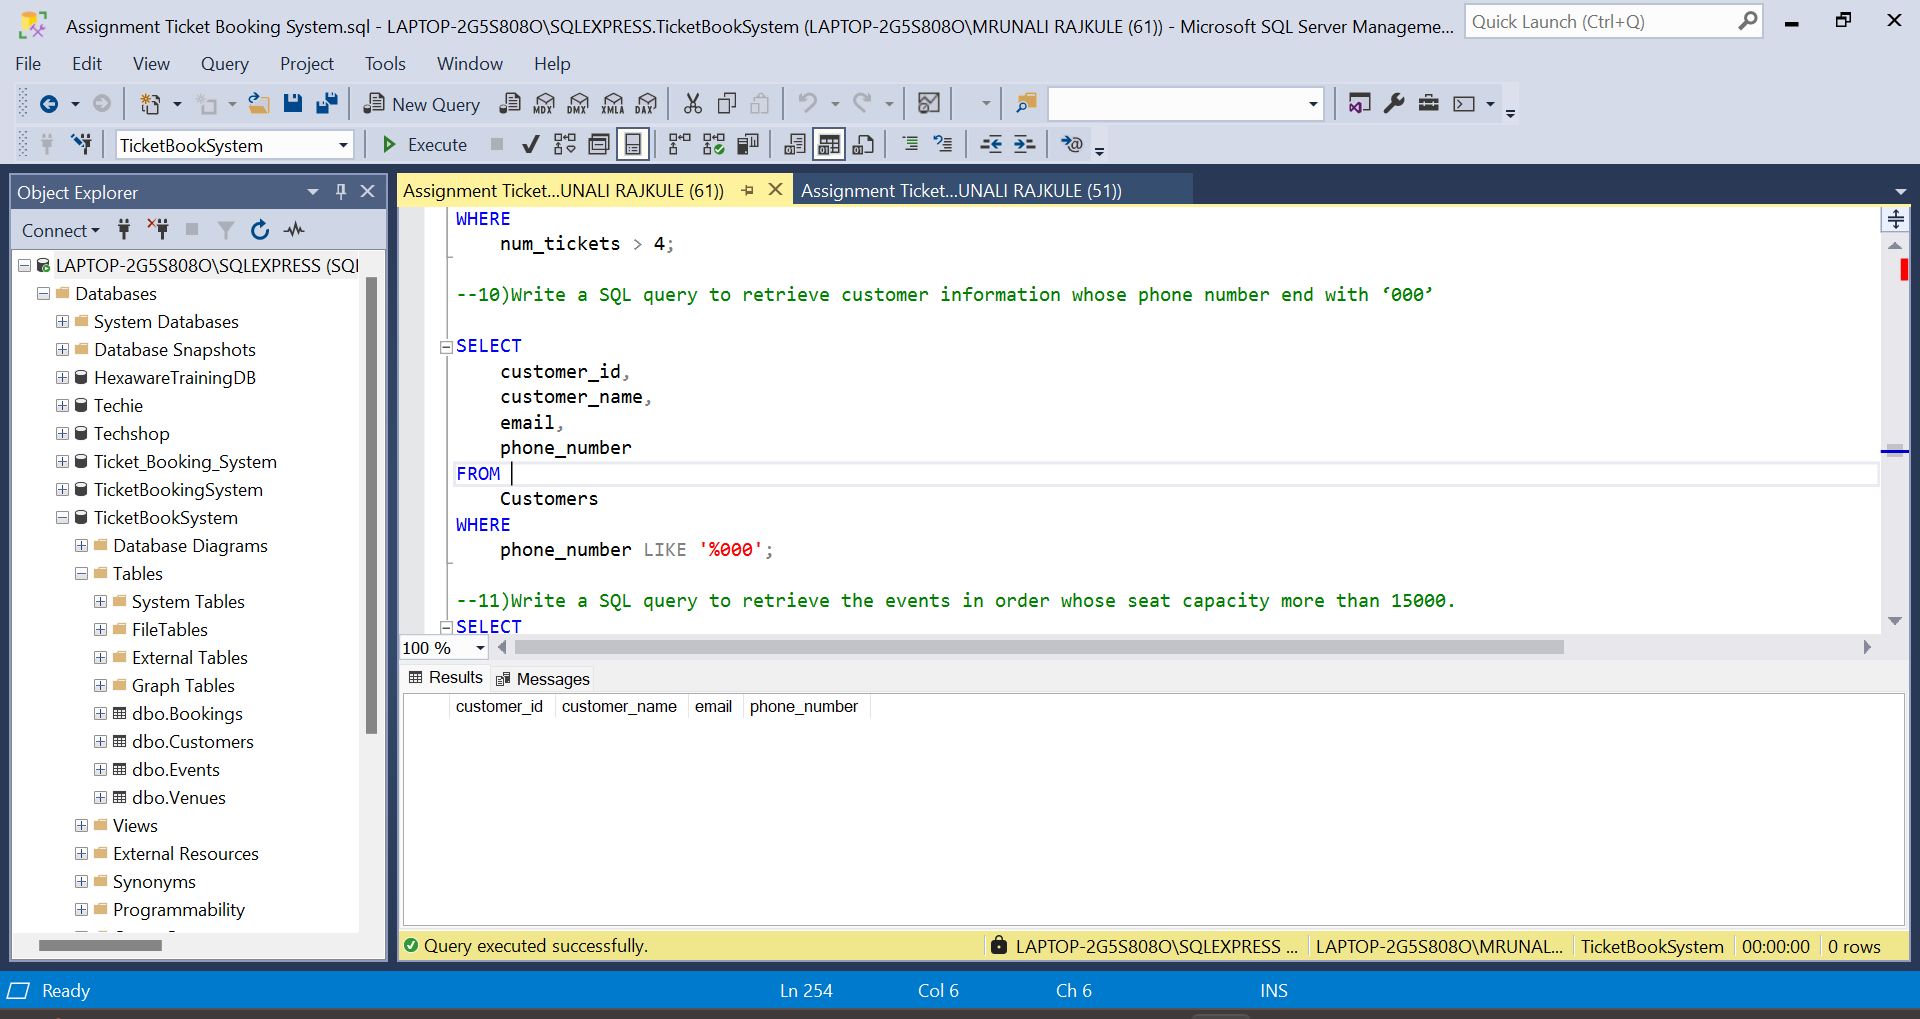 Assignment Ticket Booking System.sql - LAPTOP-2G5S808O\SQLEXPRESS.TicketBookSystem (LAPTOP-2G5S808O\MRUNALI RAJKULE (61)) - Microsoft SQL Server Manageme...
Quick Launch (Ctrl+Q)
File Edit View Query Project Tools Window Help
New Query MDX DMX XMLA DAX
TicketBookSystem Execute
Object Explorer
Assignment Ticket...UNALI RAJKULE (61)) Assignment Ticket...UNALI RAJKULE (51))
Connect
LAPTOP-2G5S808O\SQLEXPRESS (SQl
Databases
System Databases
Database Snapshots
HexawareTrainingDB
Techie
Techshop
Ticket_Booking_System
TicketBookingSystem
TicketBookSystem
Database Diagrams
Tables
System Tables
FileTables
External Tables
Graph Tables
dbo.Bookings
dbo.Customers
dbo.Events
dbo.Venues
Views
External Resources
Synonyms
Programmability
WHERE
num_tickets > 4;
--10)Write a SQL query to retrieve customer information whose phone number end with ‘000’
SELECT
customer_id,
customer_name,
email,
phone_number
FROM
Customers
WHERE
phone_number LIKE '%000';
--11)Write a SQL query to retrieve the events in order whose seat capacity more than 15000.
SELECT
100 %
Results Messages
customer_id customer_name email phone_number
Query executed successfully. LAPTOP-2G5S808O\SQLEXPRESS ... LAPTOP-2G5S808O\MRUNAL... TicketBookSystem 00:00:00 0 rows
Ready Ln 254 Col 6 Ch 6 INS